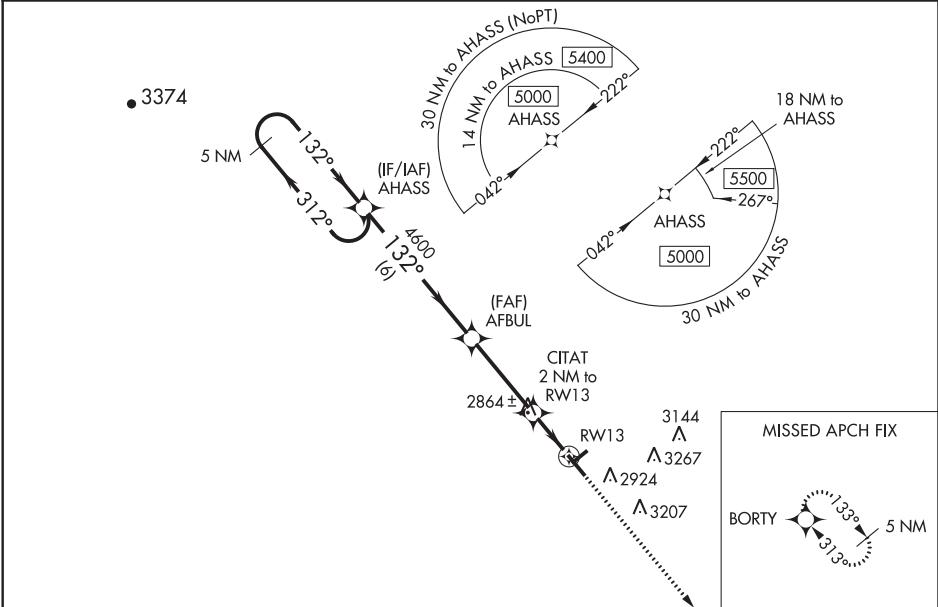 3374
5 NM
132°
312°
(IF/IAF)
AHASS
4600
132°
(6)
(FAF)
AFBUL
CITAT
2 NM to
RW13
2864 ±
RW13
3144
3267
2924
3207
30 NM to AHASS (NoPT)
5400
14 NM to AHASS
5000
AHASS
222°
042°
18 NM to
AHASS
222°
5500
267°
AHASS
042°
5000
30 NM to AHASS
MISSED APCH FIX
BORTY
133°
313°
5 NM